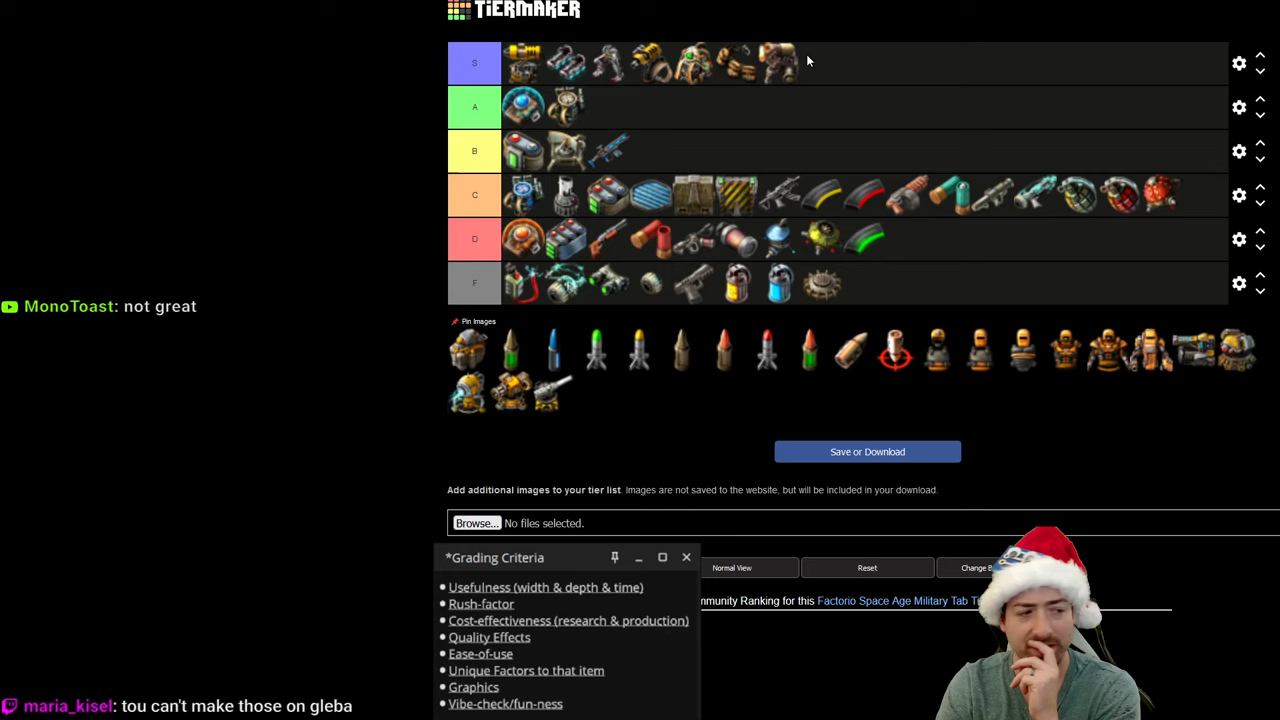 TIERMAKER
S
A
B
C
D
F
MonoToast: not great
Pin Images
Save or Download
Add additional images to your tier list. Images are not saved to the website, but will be included in your download.
Browse... No files selected.
*Grading Criteria
Usefulness (width & depth & time)
Rush-factor
Cost-effectiveness (research & production)
Quality Effects
Ease-of-use
Unique Factors to that item
Graphics
Vibe-check/fun-ness
Normal View
Reset
Change
mmunity Ranking for this Factorio Space Age Military Tab
maria_kisel: tou can't make those on gleba